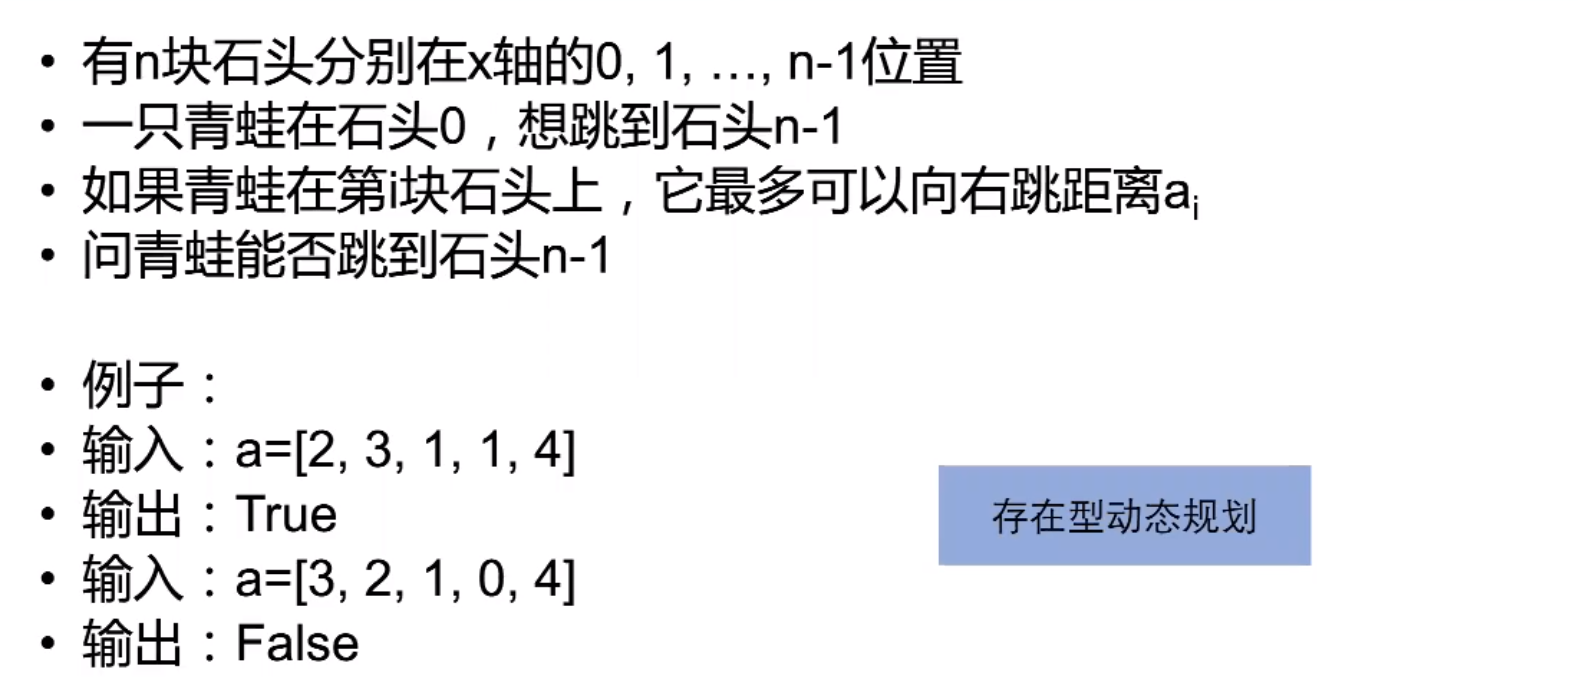 • 有n块石头分别在x轴的0, 1, …, n-1位置
• 一只青蛙在石头0，想跳到石头n-1
• 如果青蛙在第i块石头上，它最多可以向右跳距离aᵢ
• 问青蛙能否跳到石头n-1
• 例子：
• 输入：a=[2, 3, 1, 1, 4]
• 输出：True
• 输入：a=[3, 2, 1, 0, 4]
• 输出：False
存在型动态规划